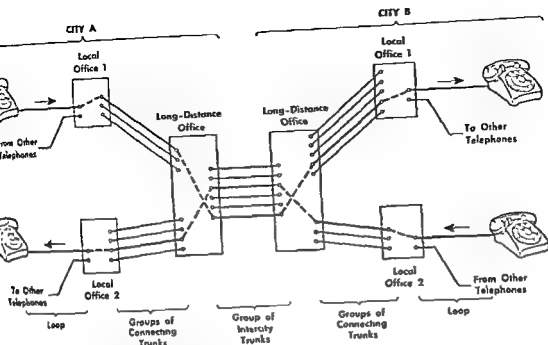 CITY A
CITY B
Local
Office 1
Local
Office 1
Long-Distance
Office
Long-Distance
Office
From Other
Telephones
To Other
Telephones
To Other
Telephones
Local
Office 2
Local
Office 2
From Other
Telephones
Loop
Groups of
Connecting
Trunks
Groups of
Intercity
Trunks
Groups of
Connecting
Trunks
Loop